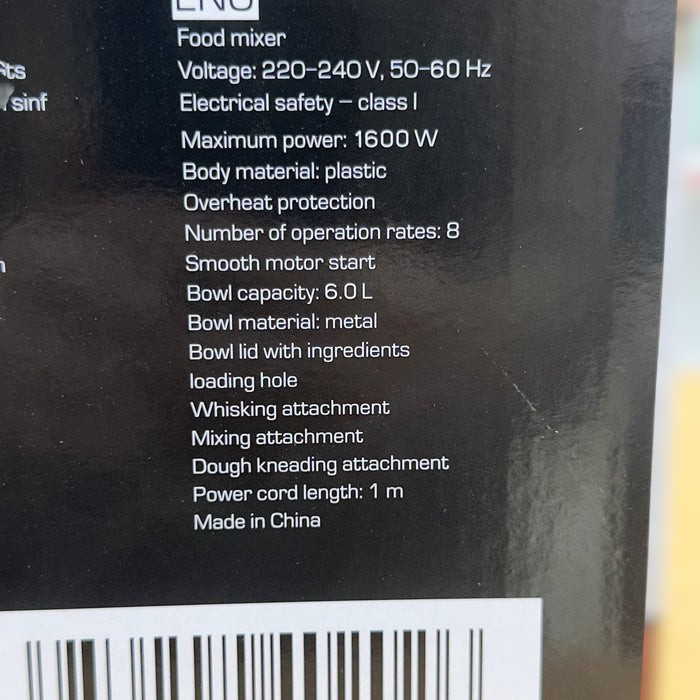 ENG
Food mixer
Voltage: 220–240 V, 50–60 Hz
Electrical safety – class I
Maximum power: 1600 W
Body material: plastic
Overheat protection
Number of operation rates: 8
Smooth motor start
Bowl capacity: 6.0 L
Bowl material: metal
Bowl lid with ingredients
loading hole
Whisking attachment
Mixing attachment
Dough kneading attachment
Power cord length: 1 m
Made in China